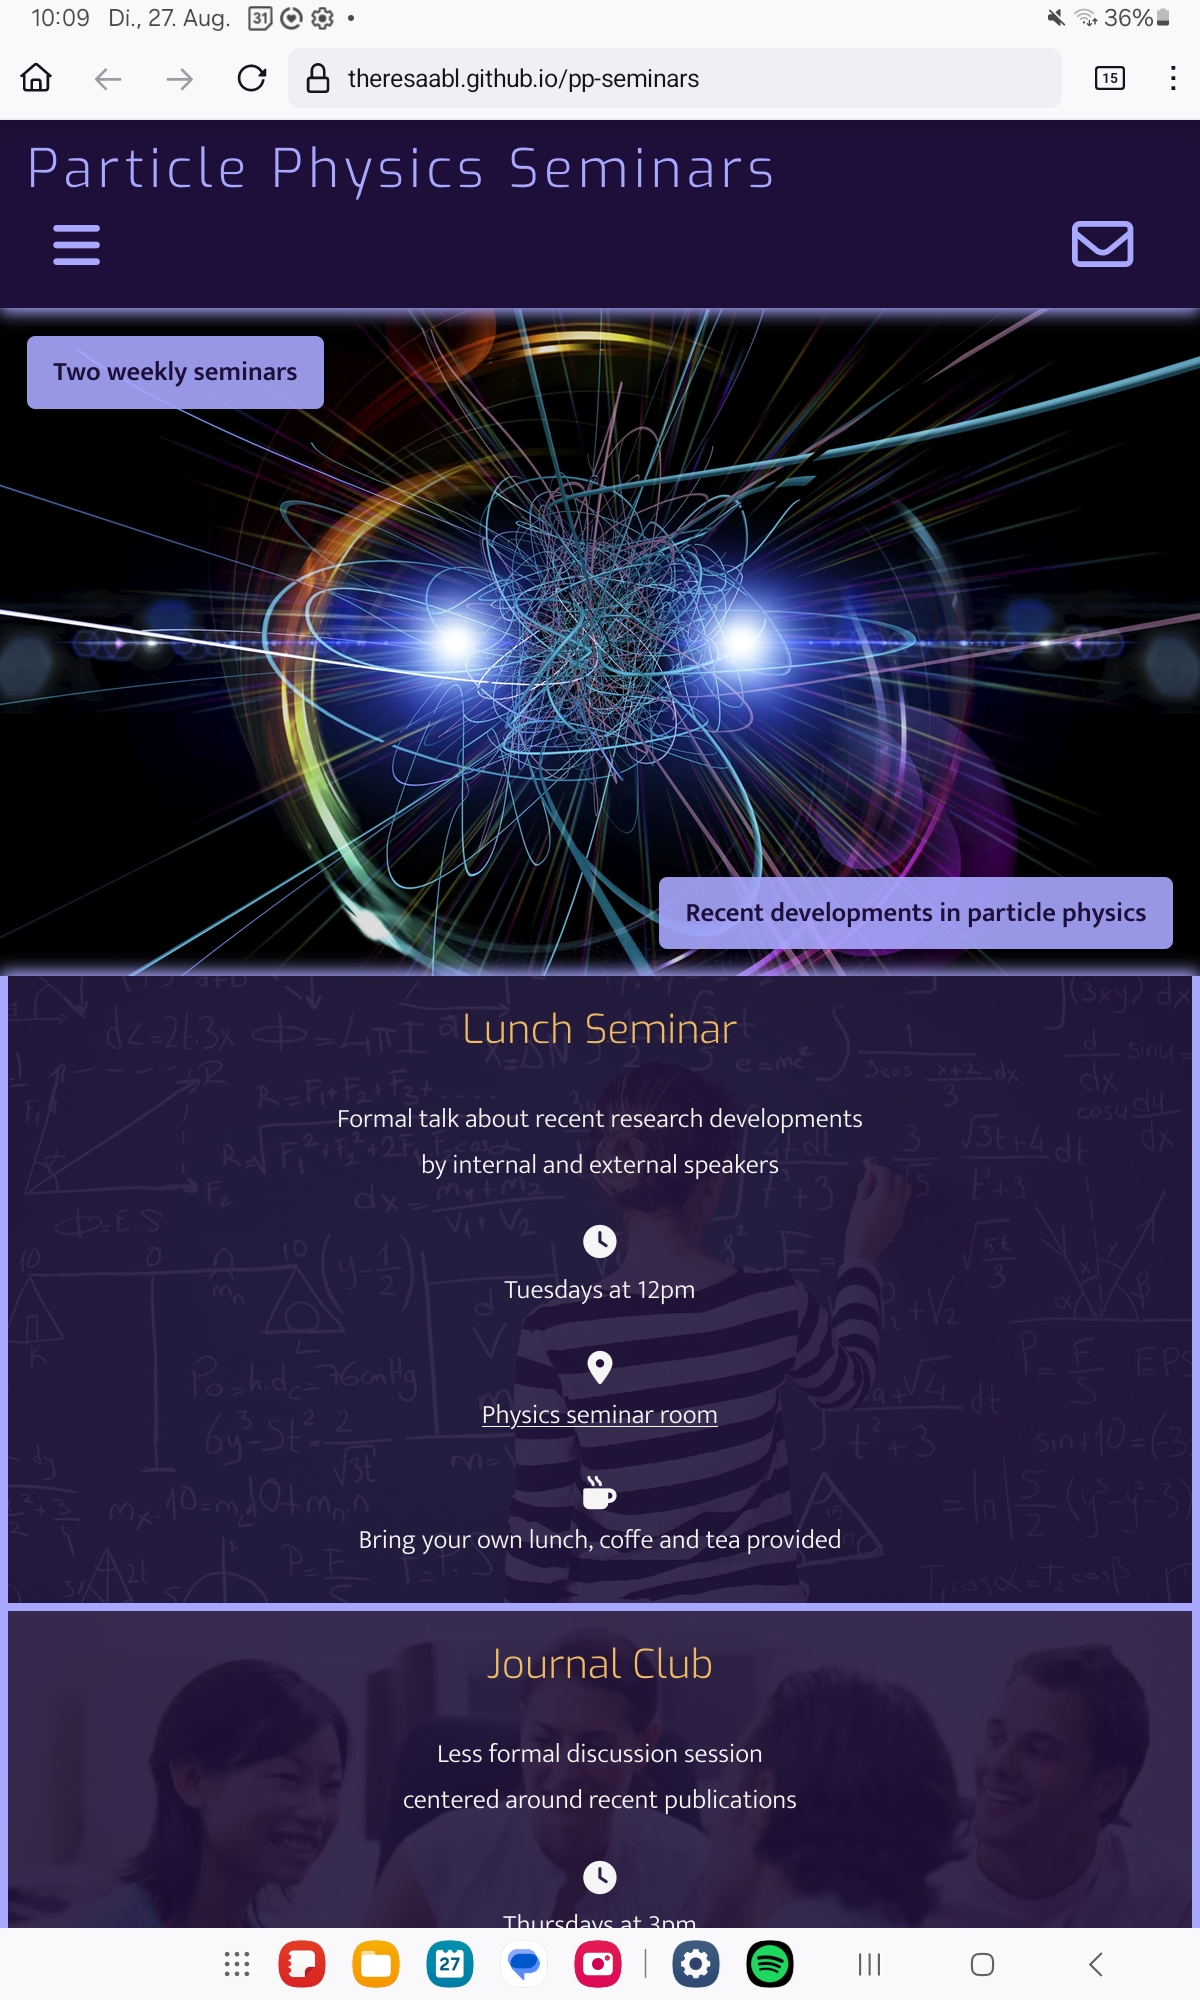 10:09 Di., 27. Aug. 31
36%
theresaabl.github.io/pp-seminars
15
Particle Physics Seminars
Two weekly seminars
Recent developments in particle physics
Lunch Seminar
Formal talk about recent research developments
by internal and external speakers
Tuesdays at 12pm
Physics seminar room
Bring your own lunch, coffe and tea provided
Journal Club
Less formal discussion session
centered around recent publications
Thursdays at 3pm
27